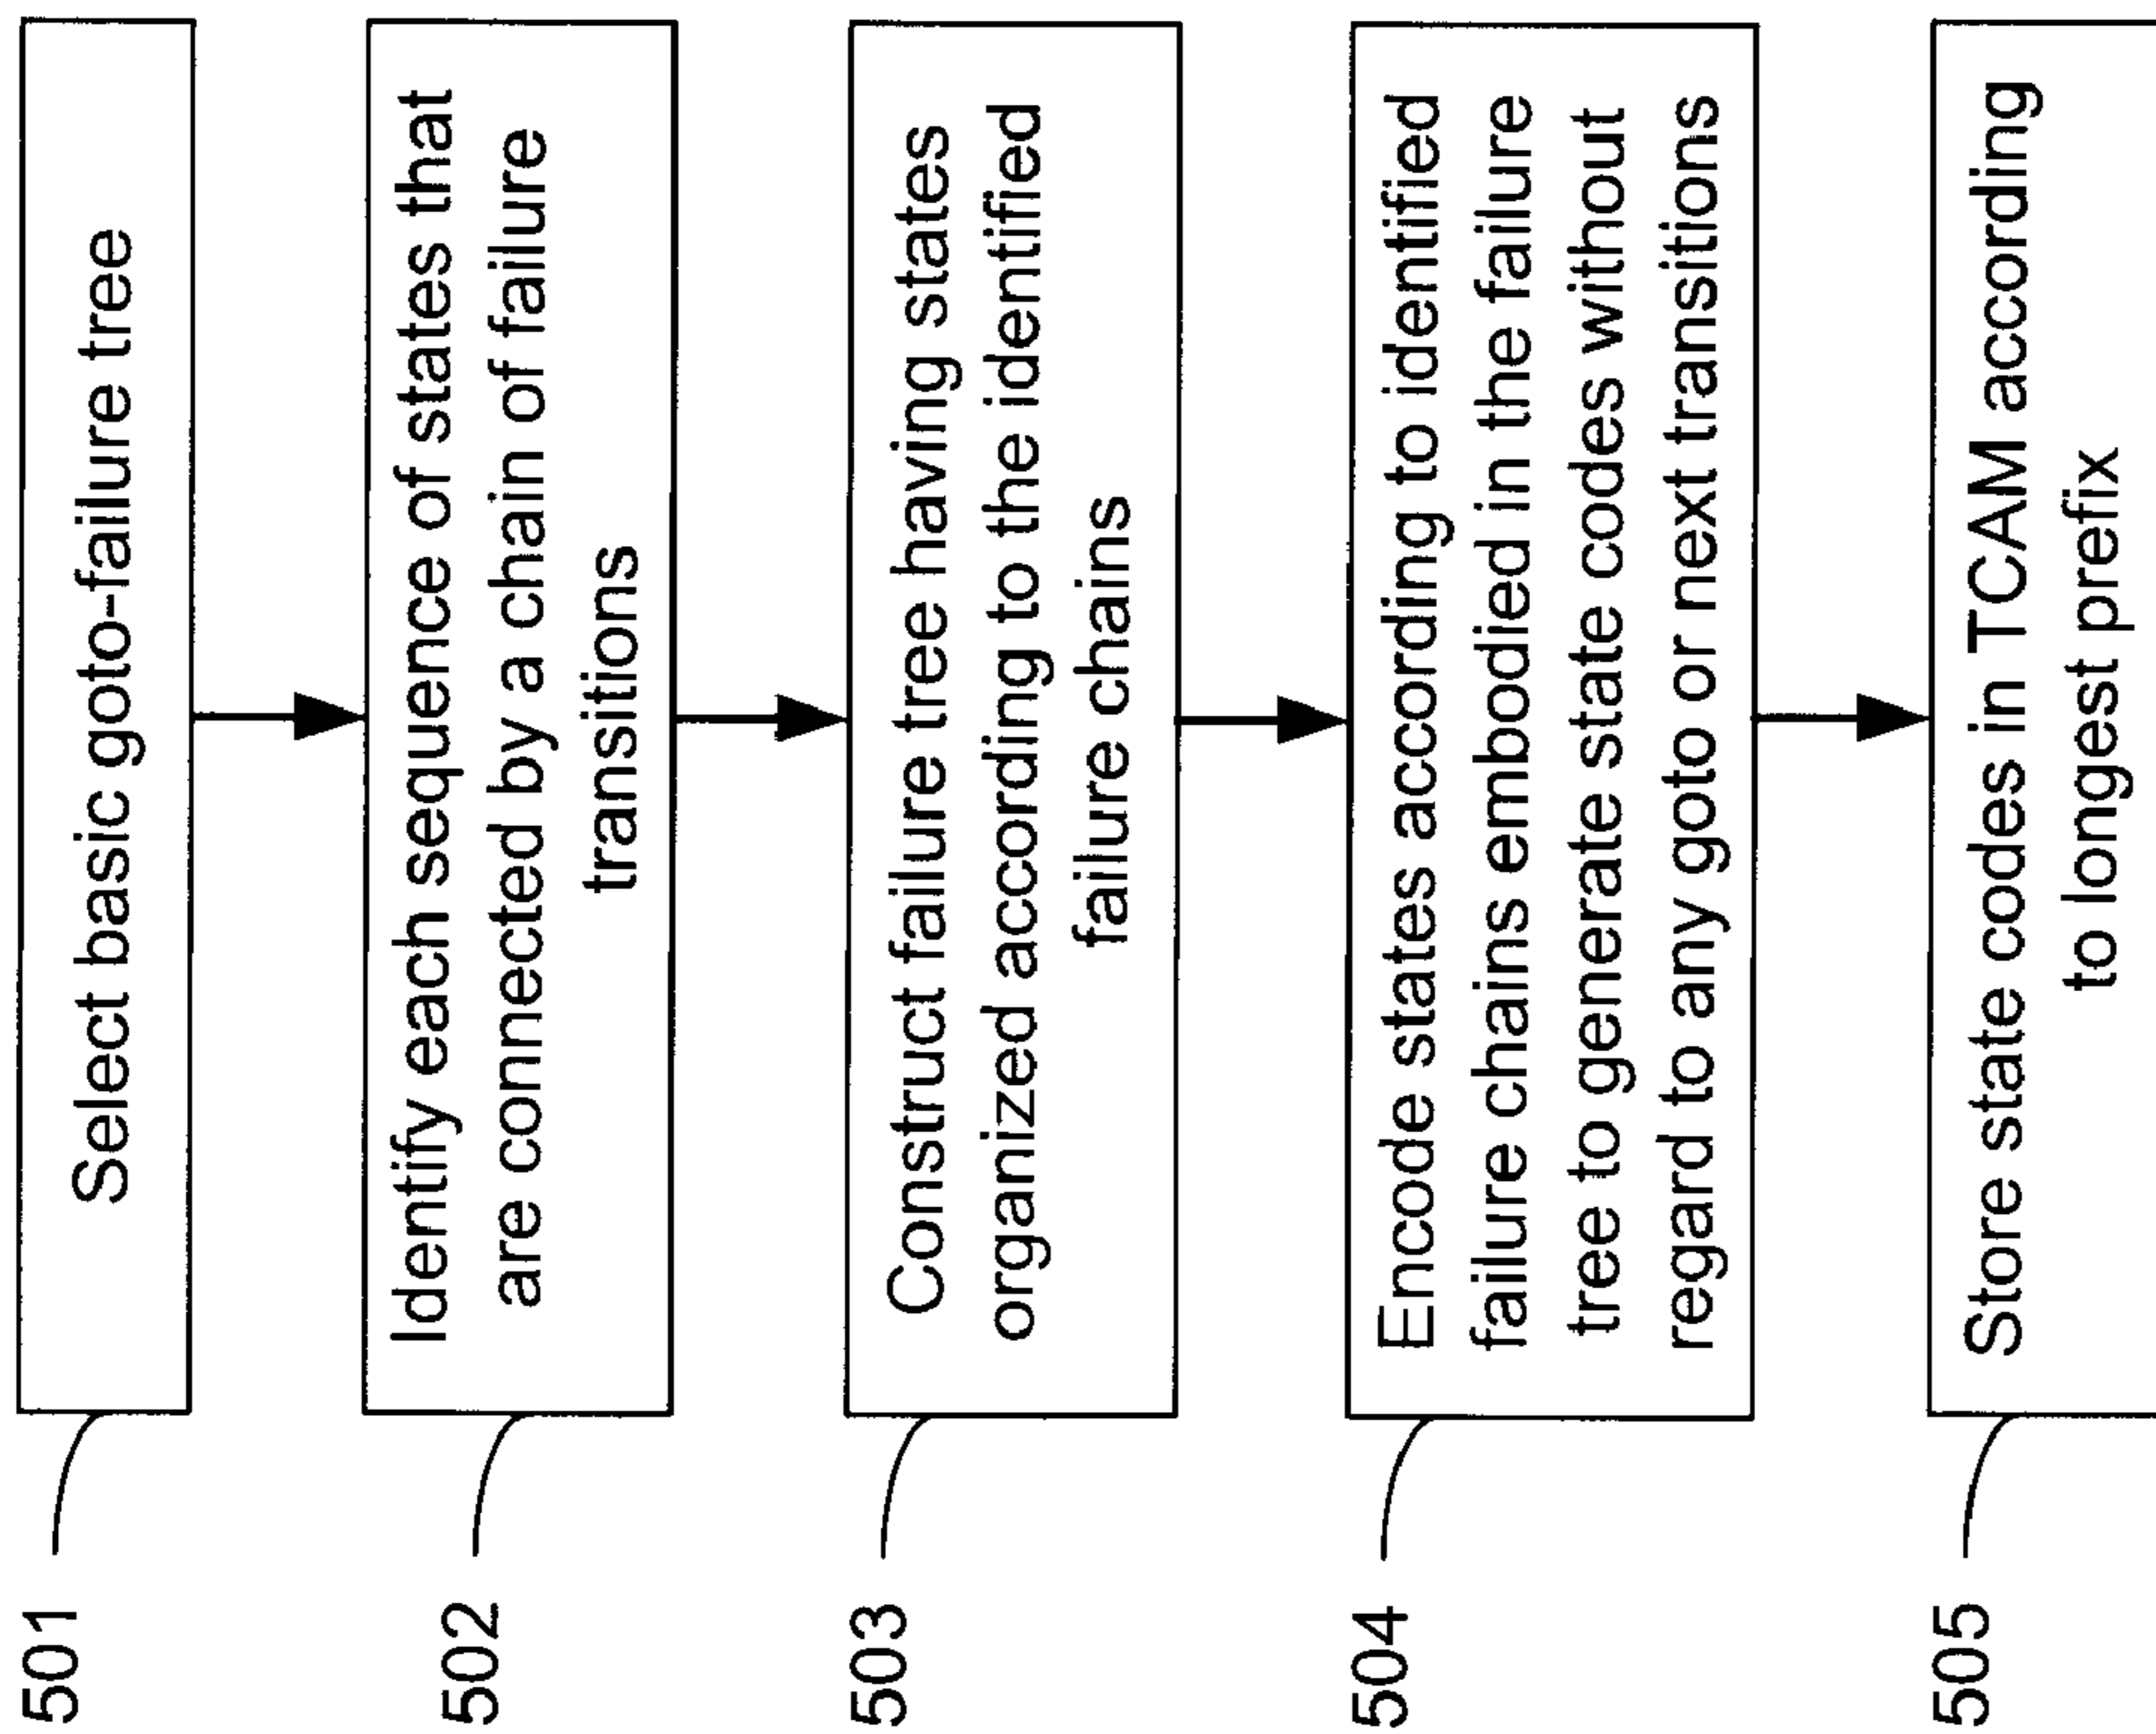 501
Select basic goto-failure tree
502
Identify each sequence of states that
are connected by a chain of failure
transitions
503
Construct failure tree having states
organized according to the identified
failure chains
504
Encode states according to identified
failure chains embodied in the failure
tree to generate state codes without
regard to any goto or next transitions
505
Store state codes in TCAM according
to longest prefix